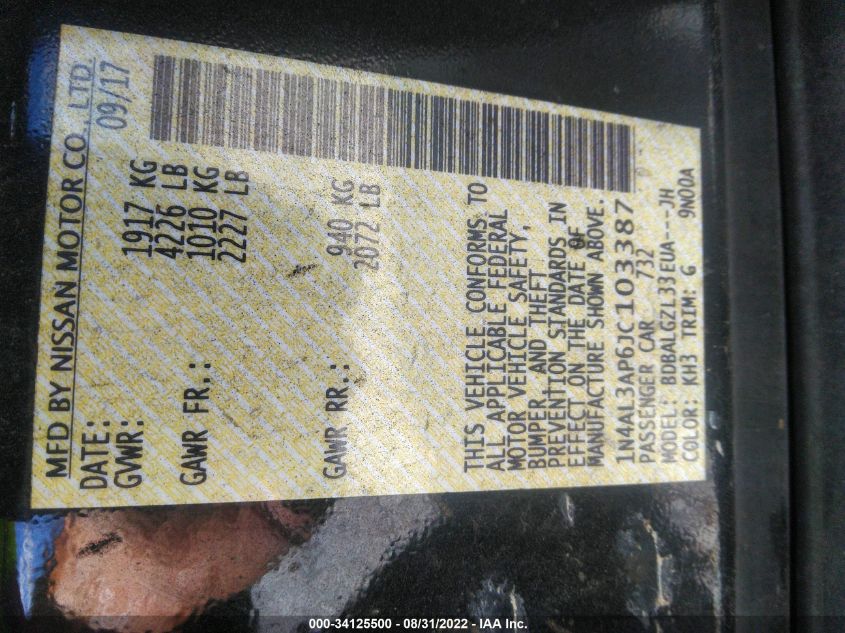 MFD BY NISSAN MOTOR CO., LTD.
DATE: 09/17
GVWR: 1917 KG
4226 LB
GAWR FR.: 1010 KG
2227 LB
GAWR RR.: 940 KG
2072 LB
THIS VEHICLE CONFORMS TO
ALL APPLICABLE FEDERAL
MOTOR VEHICLE SAFETY,
BUMPER, AND THEFT
PREVENTION STANDARDS IN
EFFECT ON THE DATE OF
MANUFACTURE SHOWN ABOVE.
1N4AL3AP6JC103387
PASSENGER CAR 732
MODEL: BDBALGZL33EUA---JH
COLOR: KH3 TRIM: G 9N00A
000-34125500 - 08/31/2022 - IAA Inc.